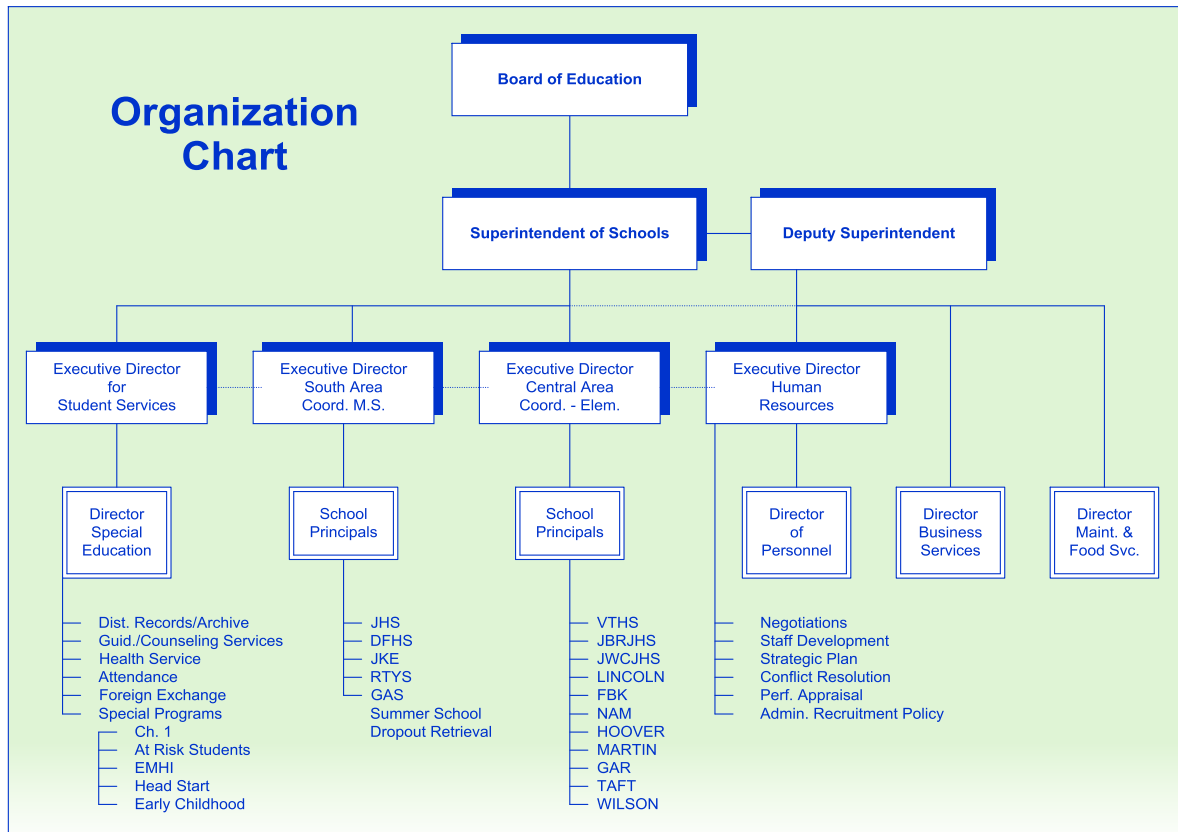 Organization
Chart
Board of Education
Superintendent of Schools
Deputy Superintendent
Executive Director
for
Student Services
Executive Director
South Area
Coord. M.S.
Executive Director
Central Area
Coord. - Elem.
Executive Director
Human
Resources
Director
Special
Education
School
Principals
School
Principals
Director
of
Personnel
Director
Business
Services
Director
Maint. &
Food Svc.
Dist. Records/Archive
Guid./Counseling Services
Health Service
Attendance
Foreign Exchange
Special Programs
Ch. 1
At Risk Students
EMHI
Head Start
Early Childhood
JHS
DFHS
JKE
RTYS
GAS
Summer School
Dropout Retrieval
VTHS
JBRJHS
JWCJHS
LINCOLN
FBK
NAM
HOOVER
MARTIN
GAR
TAFT
WILSON
Negotiations
Staff Development
Strategic Plan
Conflict Resolution
Perf. Appraisal
Admin. Recruitment Policy